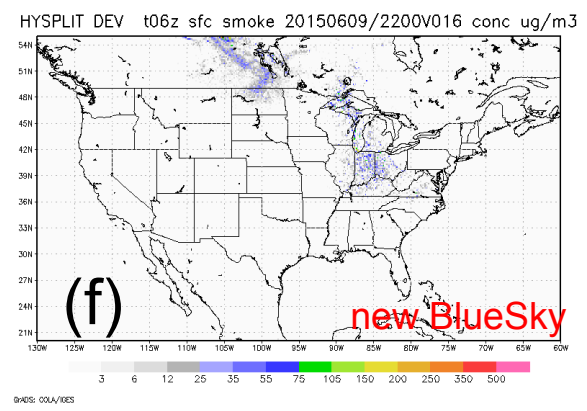 HYSPLIT DEV t06z sfc smoke 20150609/2200V016 conc ug/m3
54N
51N
48N
45N
42N
39N
36N
33N
30N
27N
24N
21N
(f)
new BlueSky
130W 125W 120W 115W 110W 105W 100W 95W 90W 85W 80W 75W 70W 65W 60W
3 6 12 25 35 55 75 105 150 200 250 350 500
GrADS: COLA/IGES